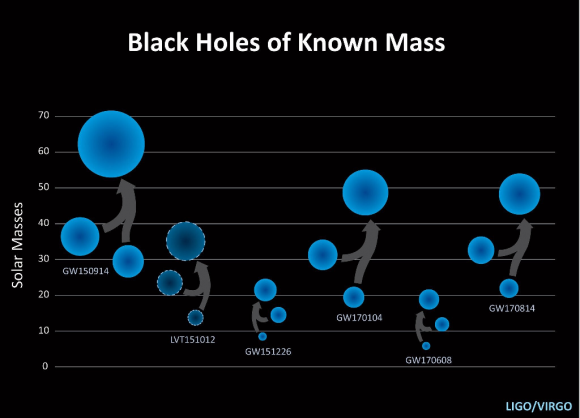 Black Holes of Known Mass
Solar Masses
70
60
50
40
30
20
10
0
GW150914
LVT151012
GW151226
GW170104
GW170608
GW170814
LIGO/VIRGO